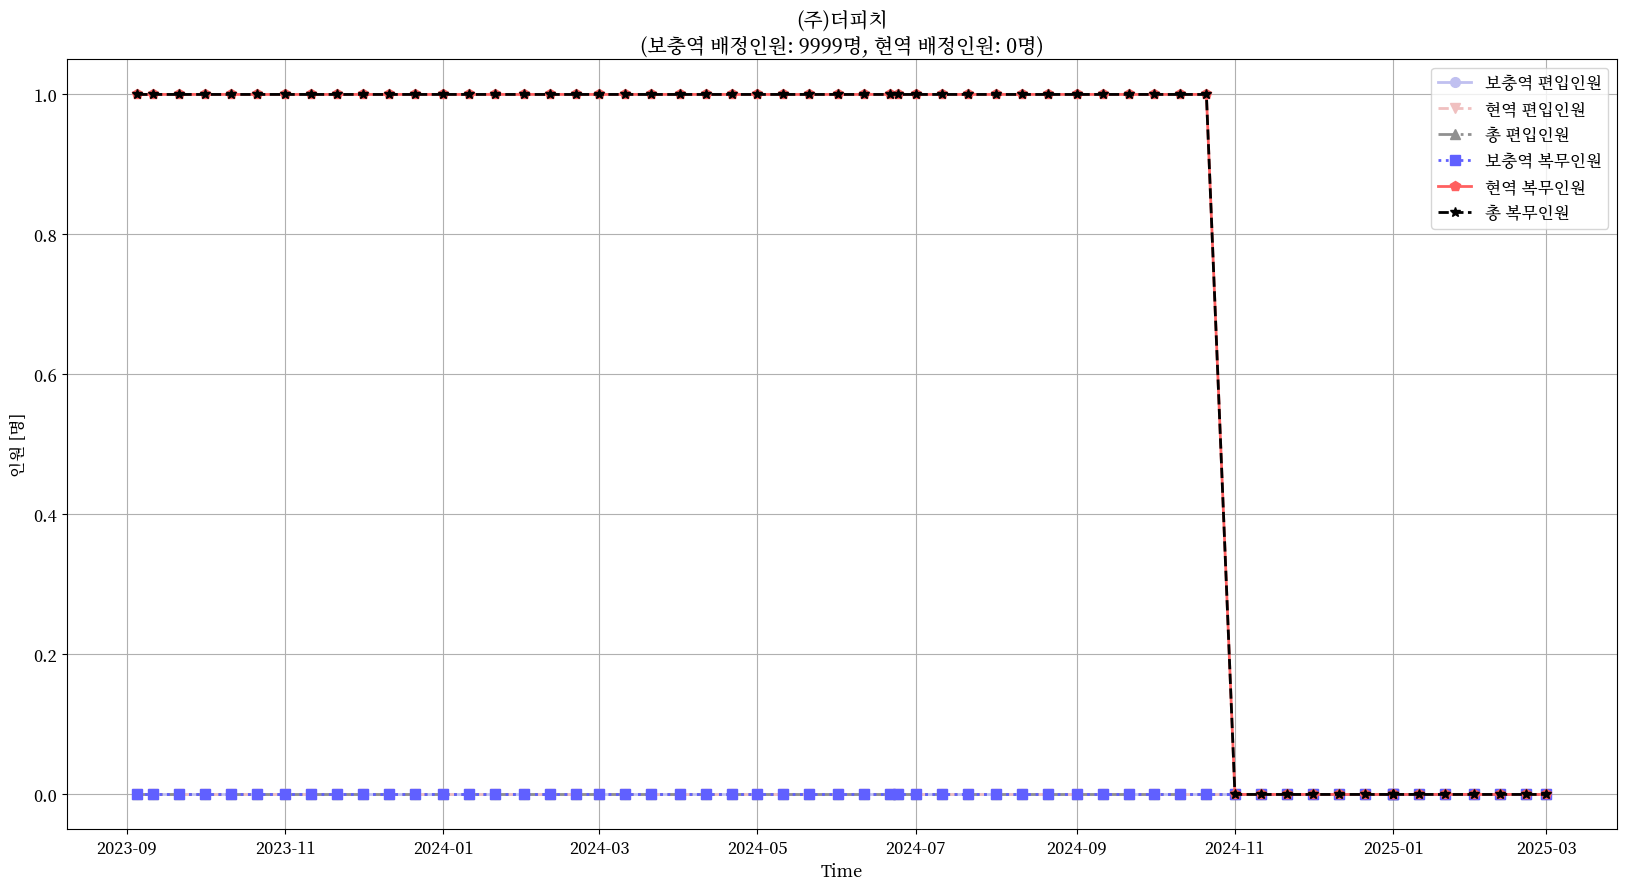 (주)더피치
(보충역 배정인원: 9999명, 현역 배정인원: 0명)
보충역 편입인원
현역 편입인원
총 편입인원
보충역 복무인원
현역 복무인원
총 복무인원
인원 [명]
1.0
0.8
0.6
0.4
0.2
0.0
2023-09 2023-11 2024-01 2024-03 2024-05 2024-07 2024-09 2024-11 2025-01 2025-03
Time